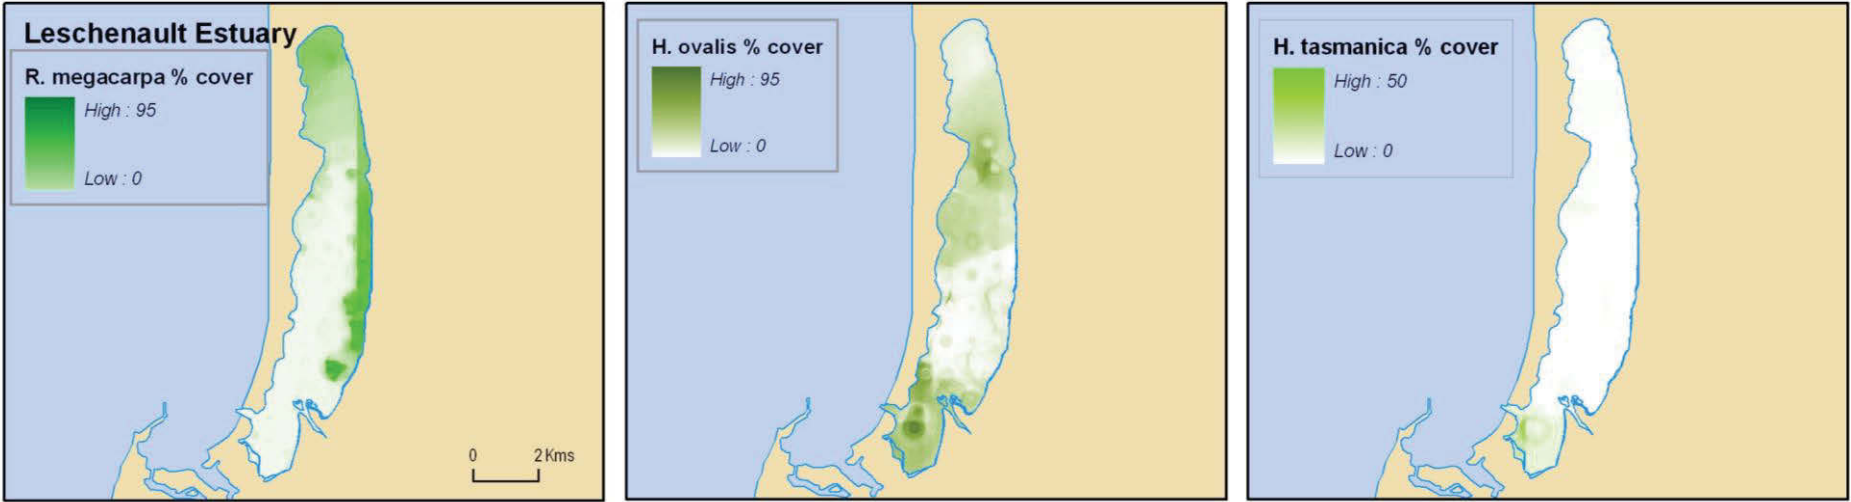 Leschenault Estuary
R. megacarpa % cover
High : 95
Low : 0
0 2 Kms
H. ovalis % cover
High : 95
Low : 0
H. tasmanica % cover
High : 50
Low : 0